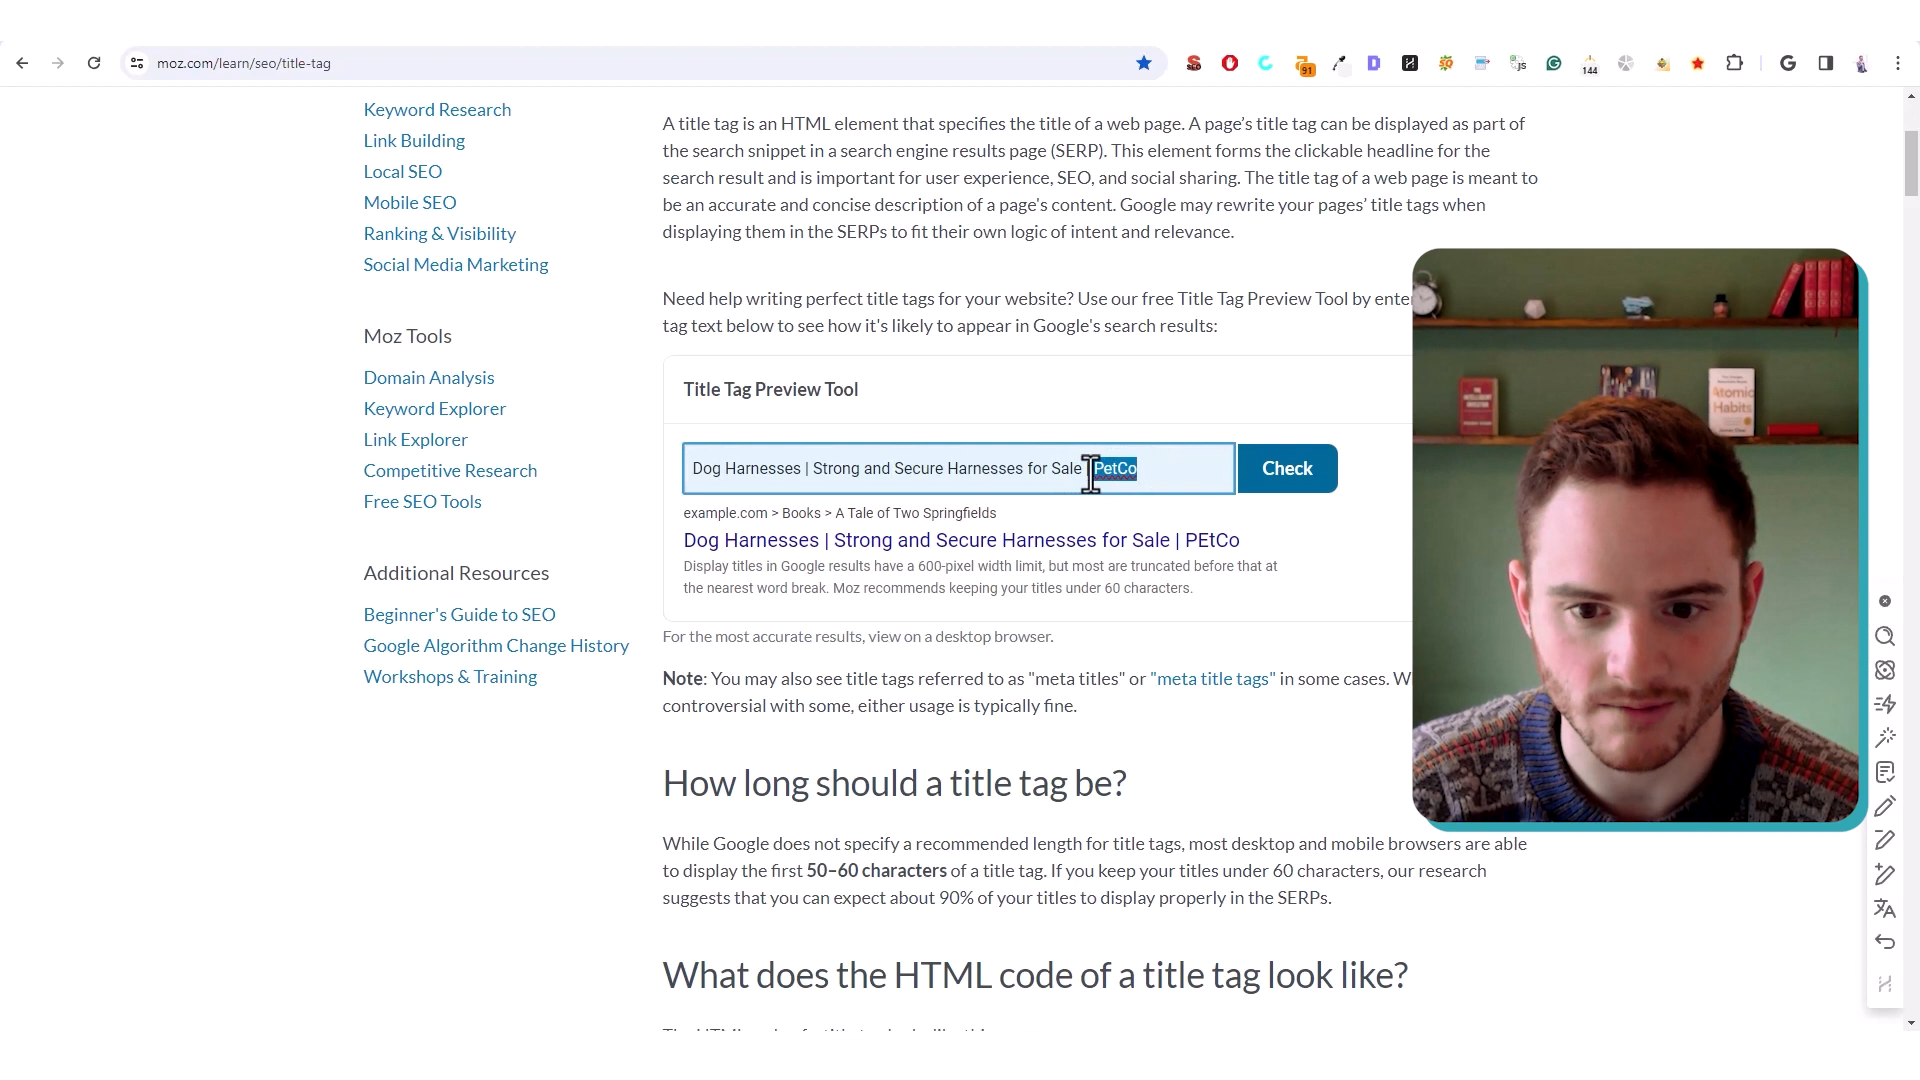 moz.com/learn/seo/title-tag
91
144
Keyword Research
Link Building
Local SEO
Mobile SEO
Ranking & Visibility
Social Media Marketing
Moz Tools
Domain Analysis
Keyword Explorer
Link Explorer
Competitive Research
Free SEO Tools
Additional Resources
Beginner's Guide to SEO
Google Algorithm Change History
Workshops & Training
A title tag is an HTML element that specifies the title of a web page. A page’s title tag can be displayed as part of
the search snippet in a search engine results page (SERP). This element forms the clickable headline for the
search result and is important for user experience, SEO, and social sharing. The title tag of a web page is meant to
be an accurate and concise description of a page's content. Google may rewrite your pages’ title tags when
displaying them in the SERPs to fit their own logic of intent and relevance.
Need help writing perfect title tags for your website? Use our free Title Tag Preview Tool by enter
tag text below to see how it's likely to appear in Google's search results:
Title Tag Preview Tool
Dog Harnesses | Strong and Secure Harnesses for Sale | PetCo
Check
example.com > Books > A Tale of Two Springfields
Dog Harnesses | Strong and Secure Harnesses for Sale | PEtCo
Display titles in Google results have a 600-pixel width limit, but most are truncated before that at
the nearest word break. Moz recommends keeping your titles under 60 characters.
For the most accurate results, view on a desktop browser.
Note: You may also see title tags referred to as "meta titles" or "meta title tags" in some cases. W
controversial with some, either usage is typically fine.
How long should a title tag be?
While Google does not specify a recommended length for title tags, most desktop and mobile browsers are able
to display the first 50–60 characters of a title tag. If you keep your titles under 60 characters, our research
suggests that you can expect about 90% of your titles to display properly in the SERPs.
What does the HTML code of a title tag look like?
Atomic
Habits